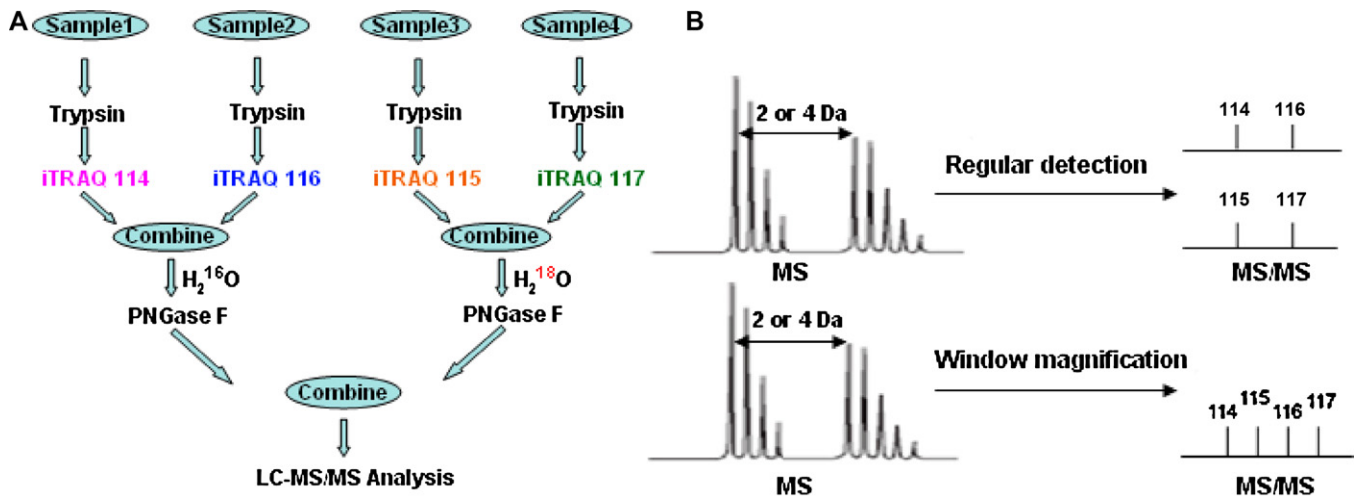 A
Sample1 Sample2 Sample3 Sample4
Trypsin Trypsin Trypsin Trypsin
iTRAQ 114 iTRAQ 116 iTRAQ 115 iTRAQ 117
Combine Combine
H₂¹⁶O H₂¹⁸O
PNGase F PNGase F
Combine
LC-MS/MS Analysis
B
2 or 4 Da
MS
Regular detection
114 116
115 117
MS/MS
2 or 4 Da
MS
Window magnification
114 115 116 117
MS/MS